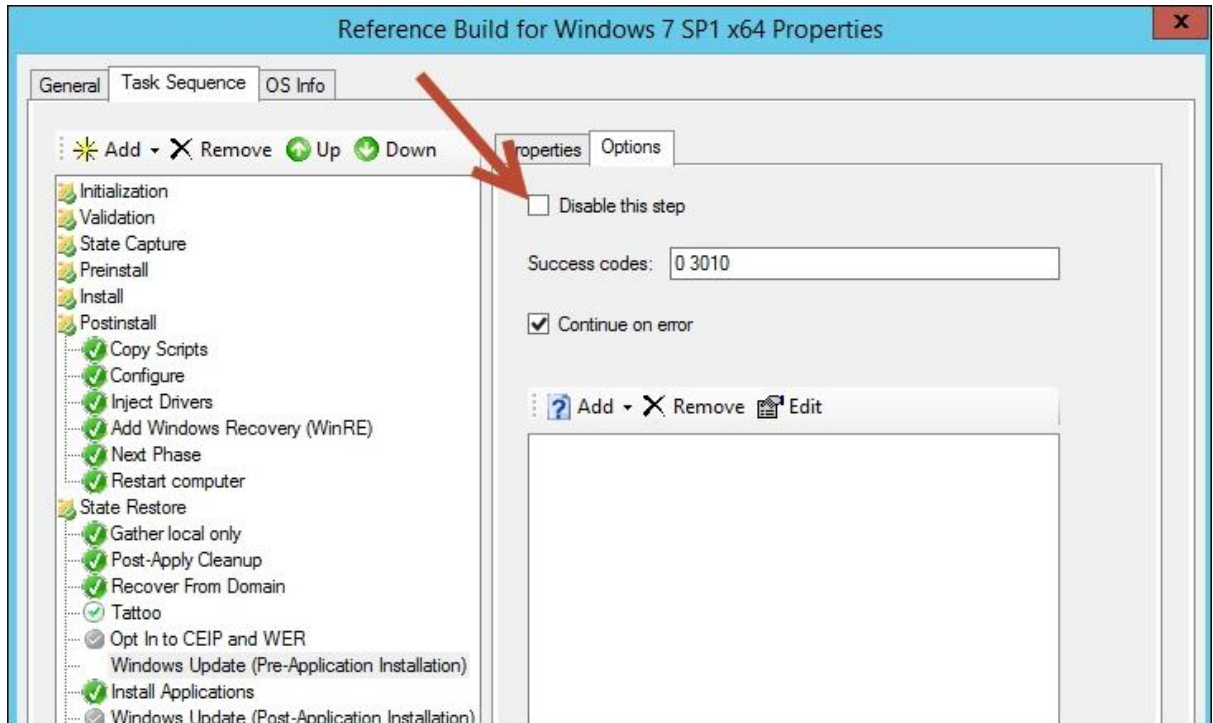 Reference Build for Windows 7 SP1 x64 Properties
x
General Task Sequence OS Info
Add Remove Up Down
Properties Options
Initialization
Validation
State Capture
Preinstall
Install
Postinstall
Copy Scripts
Configure
Inject Drivers
Add Windows Recovery (WinRE)
Next Phase
Restart computer
State Restore
Gather local only
Post-Apply Cleanup
Recover From Domain
Tattoo
Opt In to CEIP and WER
Windows Update (Pre-Application Installation)
Install Applications
Windows Update (Post-Application Installation)
Disable this step
Success codes: 0 3010
Continue on error
Add Remove Edit